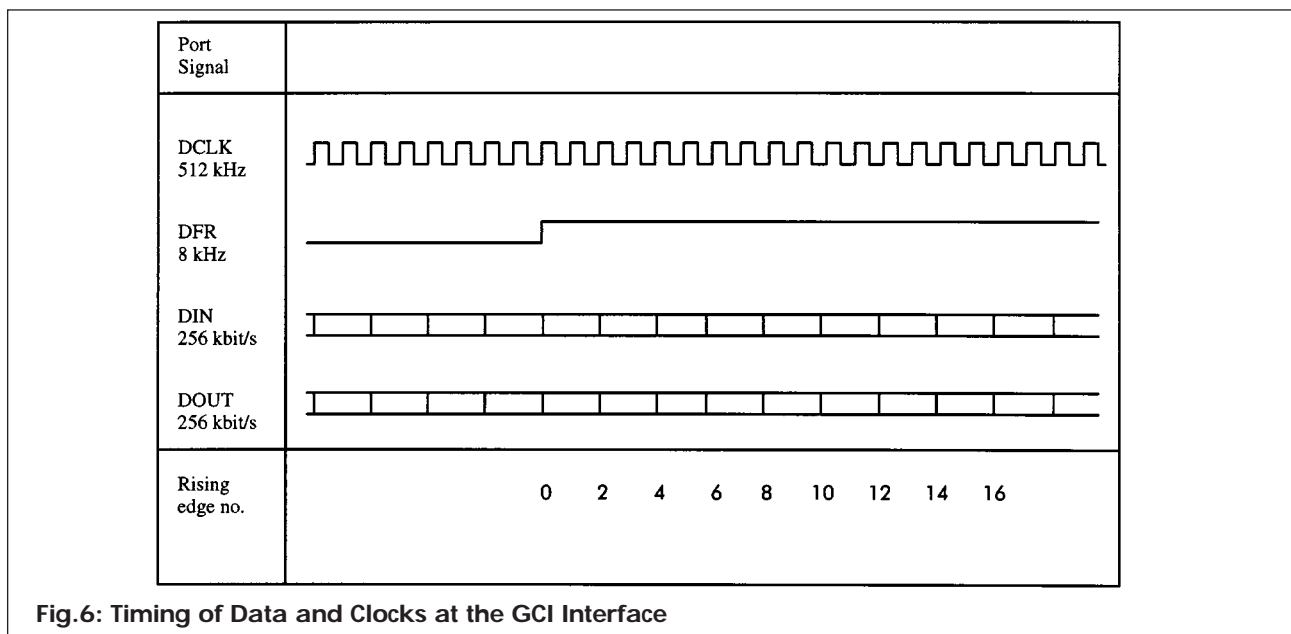 Port
Signal
DCLK
512 kHz
DFR
8 kHz
DIN
256 kbit/s
DOUT
256 kbit/s
Rising
edge no.
0 2 4 6 8 10 12 14 16
Fig.6: Timing of Data and Clocks at the GCI Interface